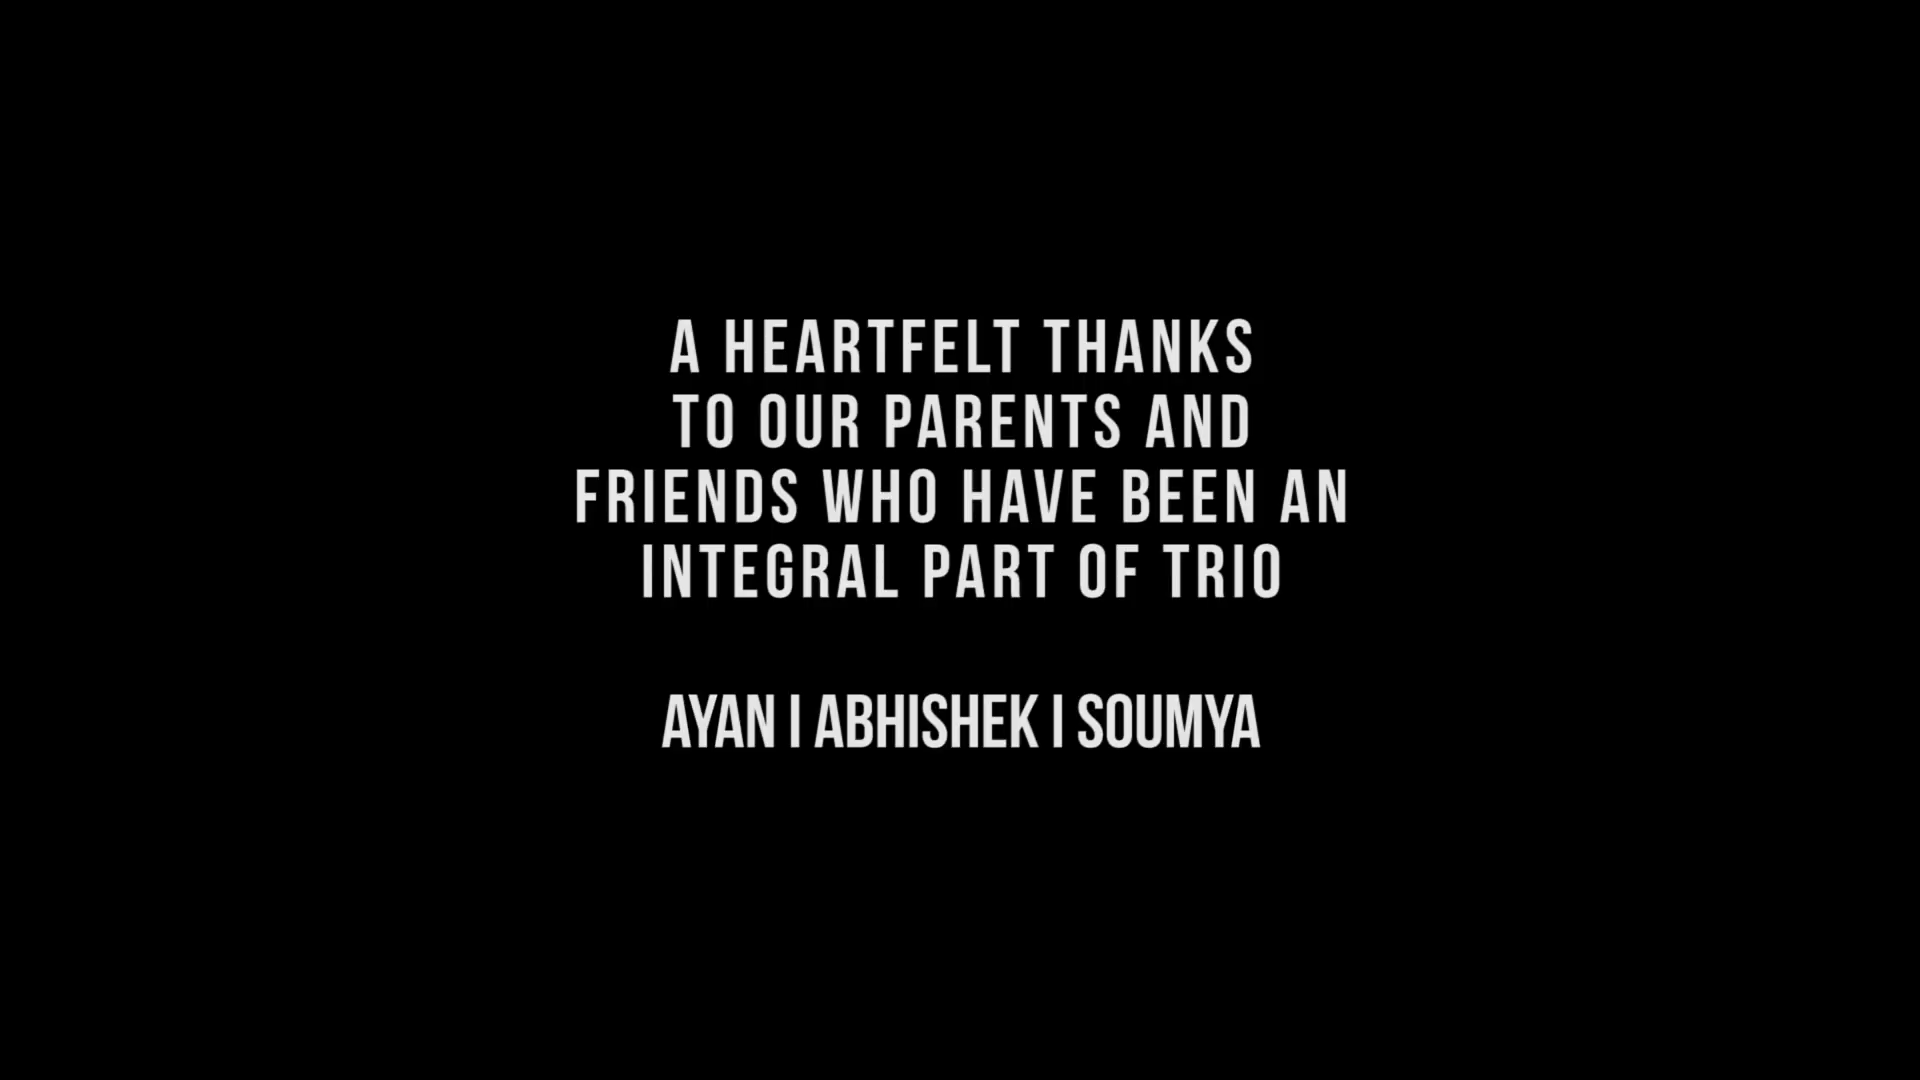 A HEARTFELT THANKS
TO OUR PARENTS AND
FRIENDS WHO HAVE BEEN AN
INTEGRAL PART OF TRIO
AYAN I ABHISHEK I SOUMYA